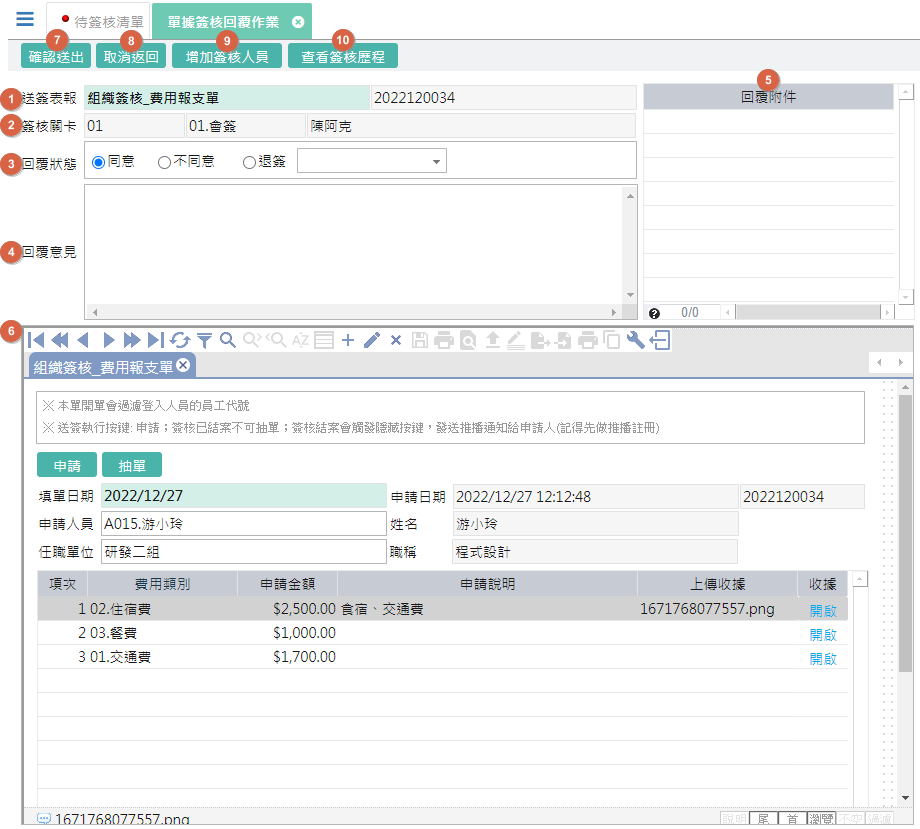 待簽核清單 單據簽核回覆作業
7 8 9 10
確認送出 取消返回 增加簽核人員 查看簽核歷程
5
1 送簽表報 組織簽核_費用報支單 2022120034 回覆附件
2 簽核關卡 01 01.會簽 陳阿克
3 回覆狀態 同意 不同意 退簽
4 回覆意見
0/0
6
AZ
組織簽核_費用報支單
※ 本單開單會過濾登入人員的員工代號
※ 送簽執行按鍵: 申請；簽核已結案不可抽單；簽核結案會觸發隱藏按鍵，發送推播通知給申請人(記得先做推播註冊)
申請 抽單
填單日期 2022/12/27 申請日期 2022/12/27 12:12:48 2022120034
申請人員 A015.游小玲 姓名 游小玲
任職單位 研發二組 職稱 程式設計
項次 費用類別 申請金額 申請說明 上傳收據 收據
1 02.住宿費 $2,500.00 食宿、交通費 1671768077557.png 開啟
2 03.餐費 $1,000.00 開啟
3 01.交通費 $1,700.00 開啟
1671768077557.png 說明 尾 首 瀏覽 不空 過濾